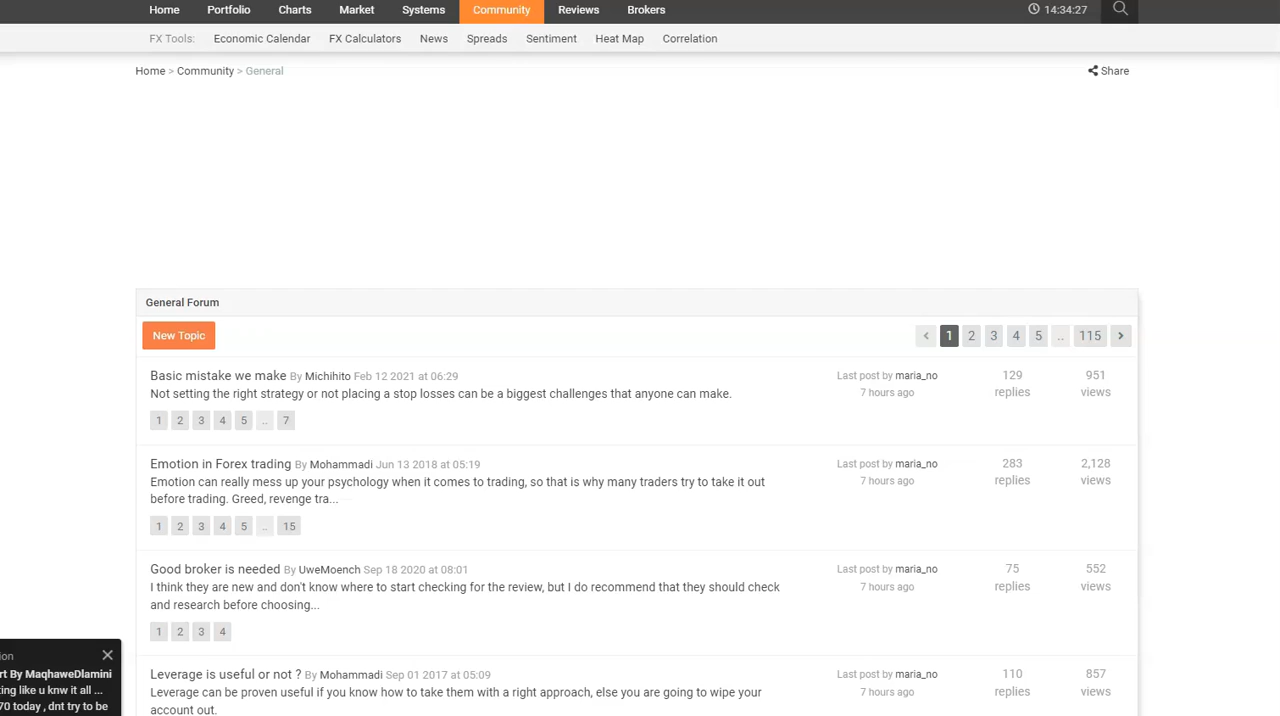 Home Portfolio Charts Market Systems Community Reviews Brokers 14:34:27
FX Tools: Economic Calendar FX Calculators News Spreads Sentiment Heat Map Correlation
Home > Community > General Share
General Forum
New Topic < 1 2 3 4 5 .. 115 >
Basic mistake we make By Michihito Feb 12 2021 at 06:29
Not setting the right strategy or not placing a stop losses can be a biggest challenges that anyone can make.
1 2 3 4 5 .. 7
Last post by maria_no
7 hours ago
129
replies
951
views
Emotion in Forex trading By Mohammadi Jun 13 2018 at 05:19
Emotion can really mess up your psychology when it comes to trading, so that is why many traders try to take it out
before trading. Greed, revenge tra...
1 2 3 4 5 .. 15
Last post by maria_no
7 hours ago
283
replies
2,128
views
Good broker is needed By UweMoench Sep 18 2020 at 08:01
I think they are new and don't know where to start checking for the review, but I do recommend that they should check
and research before choosing...
1 2 3 4
Last post by maria_no
7 hours ago
75
replies
552
views
Leverage is useful or not ? By Mohammadi Sep 01 2017 at 05:09
Leverage can be proven useful if you know how to take them with a right approach, else you are going to wipe your
account out.
Last post by maria_no
7 hours ago
110
replies
857
views
ion
rt By MaqhaweDlamini
ting like u knw it all ...
70 today , dnt try to be